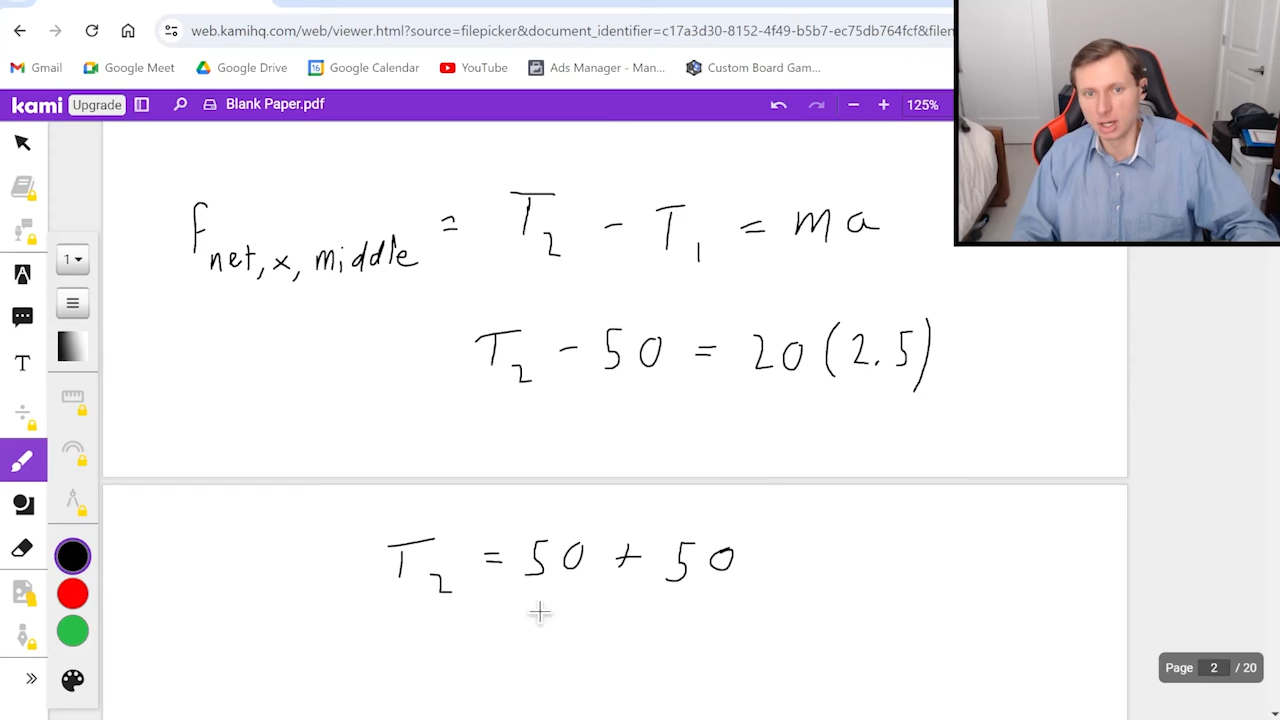 web.kamihq.com/web/viewer.html?source=filepicker&document_identifier=c17a3d30-8152-4f49-b5b7-ec75db764fcf&filen
Gmail Google Meet Google Drive 16 Google Calendar YouTube Ads Manager - Man... Custom Board Gam...
kami Upgrade Blank Paper.pdf 125%
F net, x, middle = T₂ - T₁ = ma
1
A
T₂ - 50 = 20(2.5)
T
T₂ = 50 + 50
Page 2 / 20